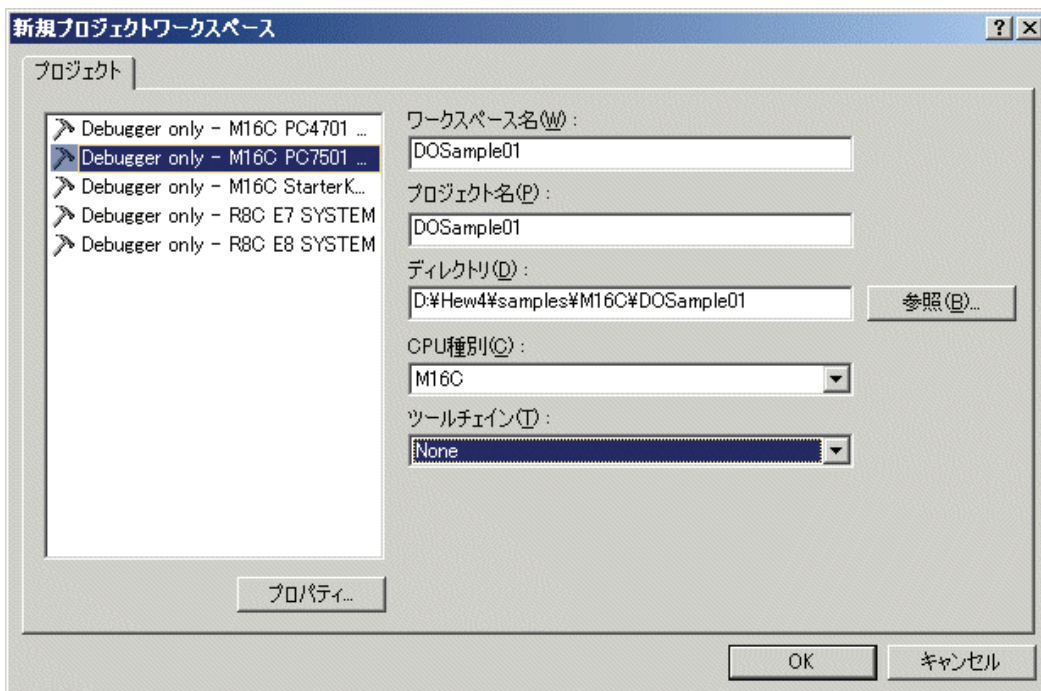 新規プロジェクトワークスペース
プロジェクト
Debugger only - M16C PC4701 ...
Debugger only - M16C PC7501 ...
Debugger only - M16C StarterK...
Debugger only - R8C E7 SYSTEM
Debugger only - R8C E8 SYSTEM
プロパティ...
ワークスペース名(W) :
DOSample01
プロジェクト名(P) :
DOSample01
ディレクトリ(D) :
D:¥Hew4¥samples¥M16C¥DOSample01
参照(B)...
CPU種別(C) :
M16C
ツールチェイン(T) :
None
OK
キャンセル